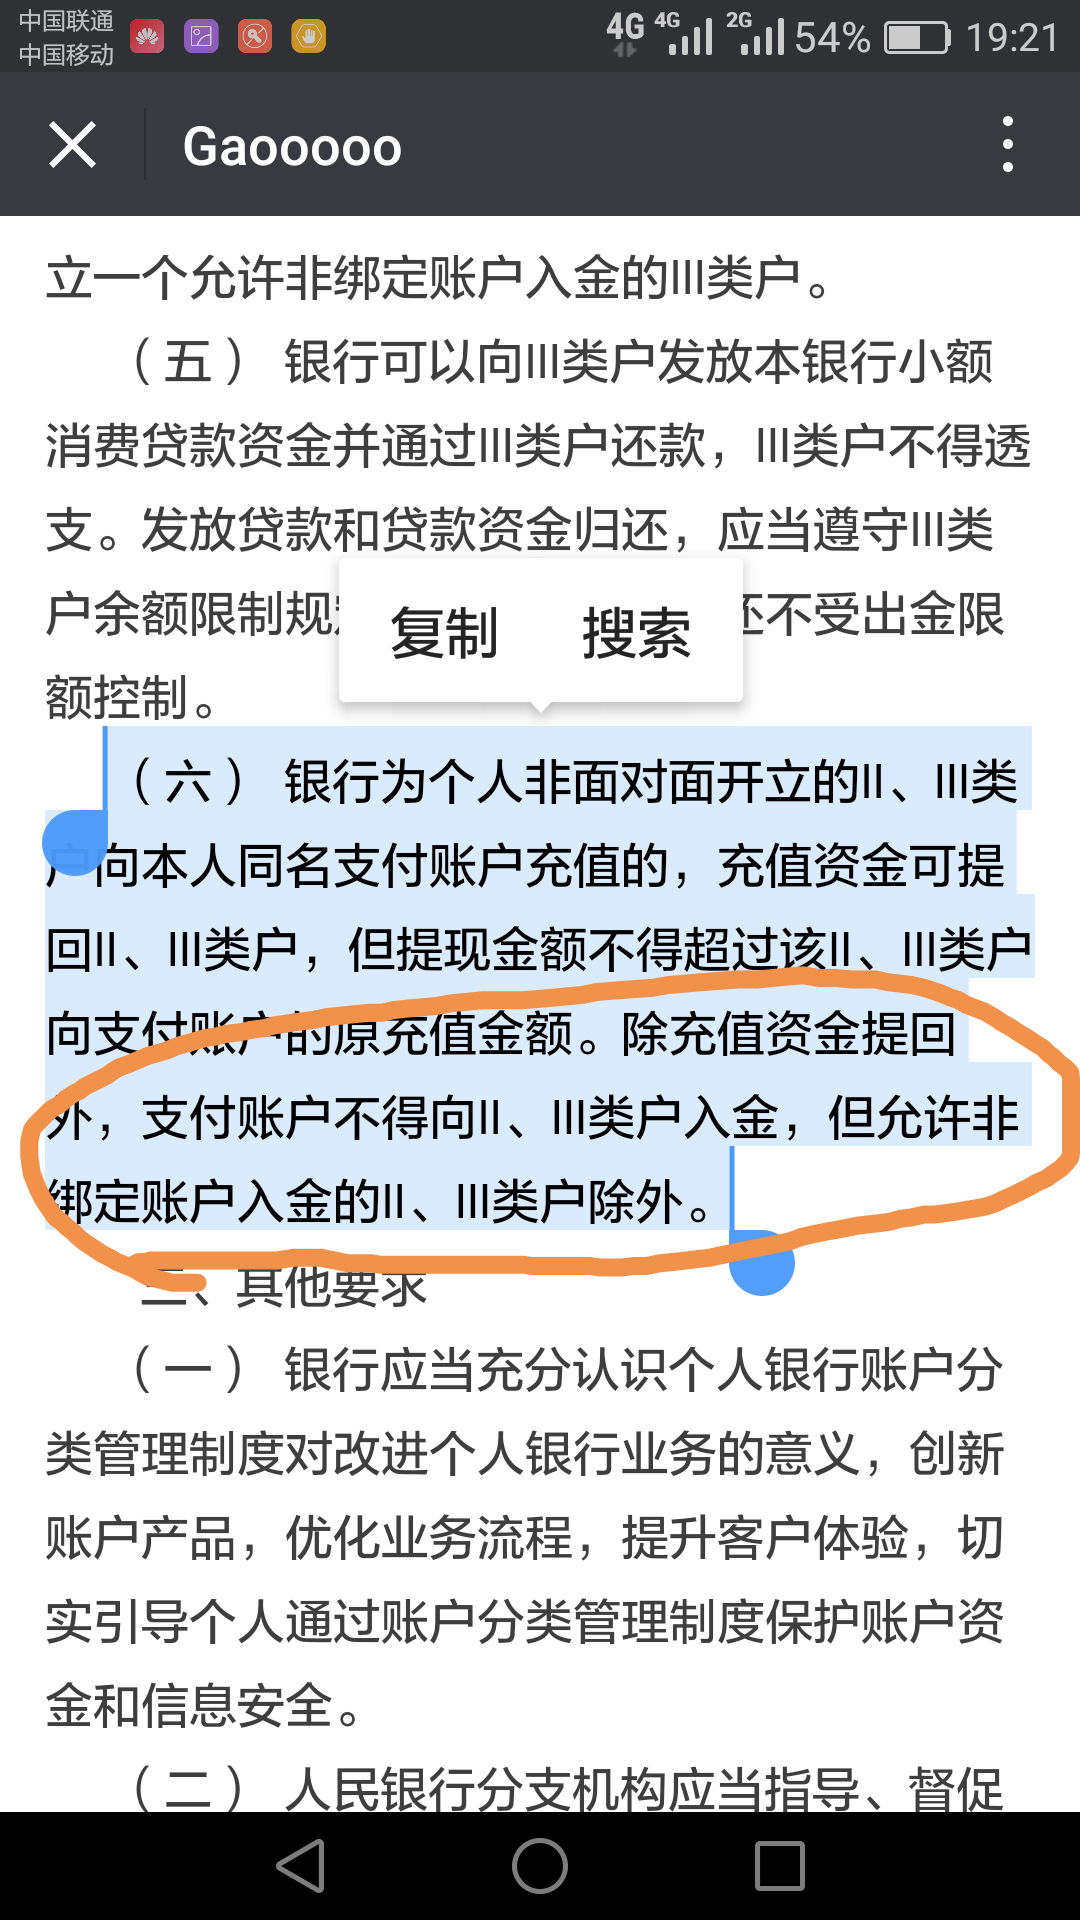 中国联通
中国移动
4G 4G 2G 54% 19:21
Gaooooo
立一个允许非绑定账户入金的III类户。
（五） 银行可以向III类户发放本银行小额
消费贷款资金并通过III类户还款，III类户不得透
支。发放贷款和贷款资金归还，应当遵守III类
户余额限制规 还不受出金限
复制 搜索
额控制。
（六） 银行为个人非面对面开立的II、III类
户向本人同名支付账户充值的，充值资金可提
回II、III类户，但提现金额不得超过该II、III类户
向支付账户的原充值金额。除充值资金提回
外，支付账户不得向II、III类户入金，但允许非
绑定账户入金的II、III类户除外。
三、其他要求
（一） 银行应当充分认识个人银行账户分
类管理制度对改进个人银行业务的意义，创新
账户产品，优化业务流程，提升客户体验，切
实引导个人通过账户分类管理制度保护账户资
金和信息安全。
（二） 人民银行分支机构应当指导、督促